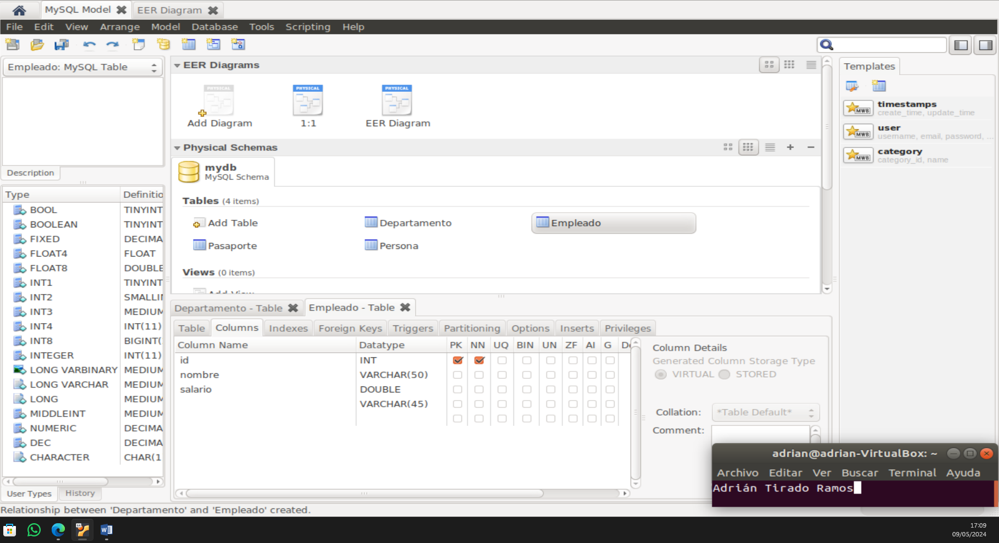 MySQL Model
EER Diagram
File Edit View Arrange Model Database Tools Scripting Help
Empleado: MySQL Table
Description
Type Definitio
BOOL TINYINT
BOOLEAN TINYINT
FIXED DECIMA
FLOAT4 FLOAT
FLOAT8 DOUBLE
INT1 TINYINT
INT2 SMALLI
INT3 MEDIUM
INT4 INT(11)
INT8 BIGINT(
INTEGER INT(11)
LONG VARBINARY MEDIUM
LONG VARCHAR MEDIUM
LONG MEDIUM
MIDDLEINT MEDIUM
NUMERIC DECIMA
DEC DECIMA
CHARACTER CHAR(1
User Types History
EER Diagrams
PHYSICAL PHYSICAL PHYSICAL
Add Diagram 1:1 EER Diagram
Physical Schemas
mydb
MySQL Schema
Tables (4 items)
Add Table Departamento Empleado
Pasaporte Persona
Views (0 items)
Add View
Departamento - Table Empleado - Table
Table Columns Indexes Foreign Keys Triggers Partitioning Options Inserts Privileges
Column Name Datatype PK NN UQ BIN UN ZF AI G
id INT
nombre VARCHAR(50)
salario DOUBLE
VARCHAR(45)
Column Details
Generated Column Storage Type
VIRTUAL STORED
Collation: *Table Default*
Comment:
Templates
MWB timestamps
create_time, update_time
MWB user
username, email, password, ...
MWB category
category_id, name
adrian@adrian-VirtualBox: ~
Archivo Editar Ver Buscar Terminal Ayuda
Adrián Tirado Ramos
Relationship between 'Departamento' and 'Empleado' created.
17:09
09/05/2024